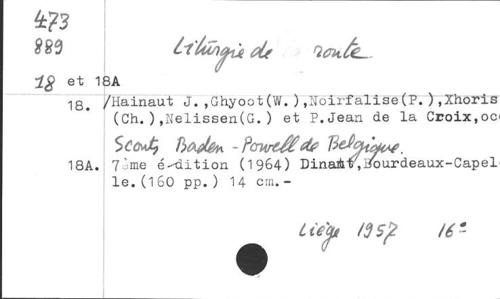 473
889
Liturgie de la route
18 et 18A
18. /Hainaut J.,Ghyoot(W.),Noirfalise(P.),Xhoris
(Ch.),Nelissen(G.) et P.Jean de la Croix,oc
Scouts Baden-Powell de Belgique.
18A. 7ème édition (1964) Dinant,Bourdeaux-Capel-
le.(160 pp.) 14 cm.-
Liège 1957 16°